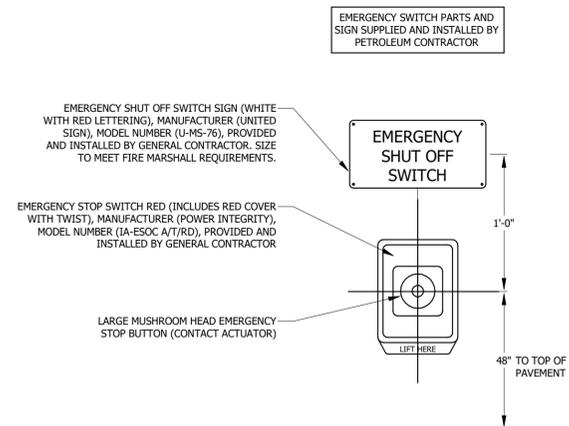 EMERGENCY SWITCH PARTS AND
SIGN SUPPLIED AND INSTALLED BY
PETROLEUM CONTRACTOR
EMERGENCY SHUT OFF SWITCH SIGN (WHITE
WITH RED LETTERING), MANUFACTURER (UNITED
SIGN), MODEL NUMBER (U-MS-76), PROVIDED
AND INSTALLED BY GENERAL CONTRACTOR. SIZE
TO MEET FIRE MARSHALL REQUIREMENTS.
EMERGENCY
SHUT OFF
SWITCH
EMERGENCY STOP SWITCH RED (INCLUDES RED COVER
WITH TWIST), MANUFACTURER (POWER INTEGRITY),
MODEL NUMBER (IA-ESOC A/T/RD), PROVIDED AND
INSTALLED BY GENERAL CONTRACTOR
1'-0"
LARGE MUSHROOM HEAD EMERGENCY
STOP BUTTON (CONTACT ACTUATOR)
LIFT HERE
48" TO TOP OF
PAVEMENT